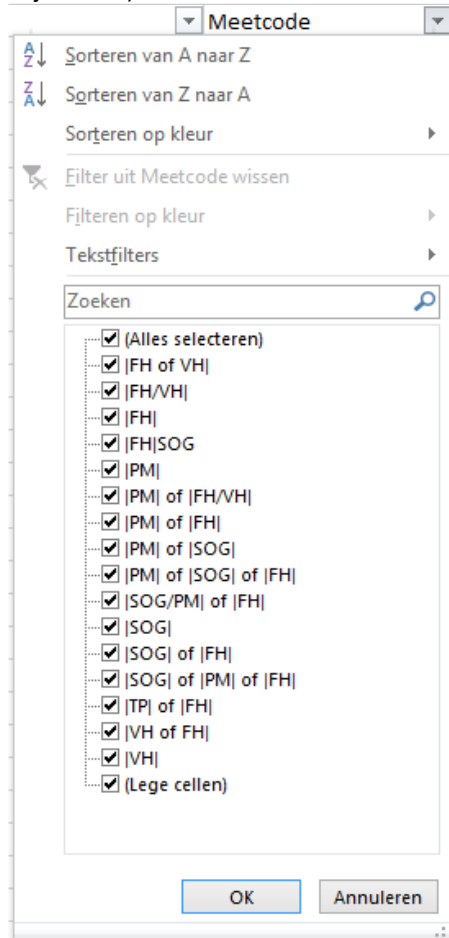 Meetcode
Sorteren van A naar Z
Sorteren van Z naar A
Sorteren op kleur
Filter uit Meetcode wissen
Filteren op kleur
Tekstfilters
Zoeken
(Alles selecteren)
|FH of VH|
|FH/VH|
|FH|
|FH|SOG
|PM|
|PM| of |FH/VH|
|PM| of |FH|
|PM| of |SOG|
|PM| of |SOG| of |FH|
|SOG/PM| of |FH|
|SOG|
|SOG| of |FH|
|SOG| of |PM| of |FH|
|TP| of |FH|
|VH of FH|
|VH|
(Lege cellen)
OK Annuleren